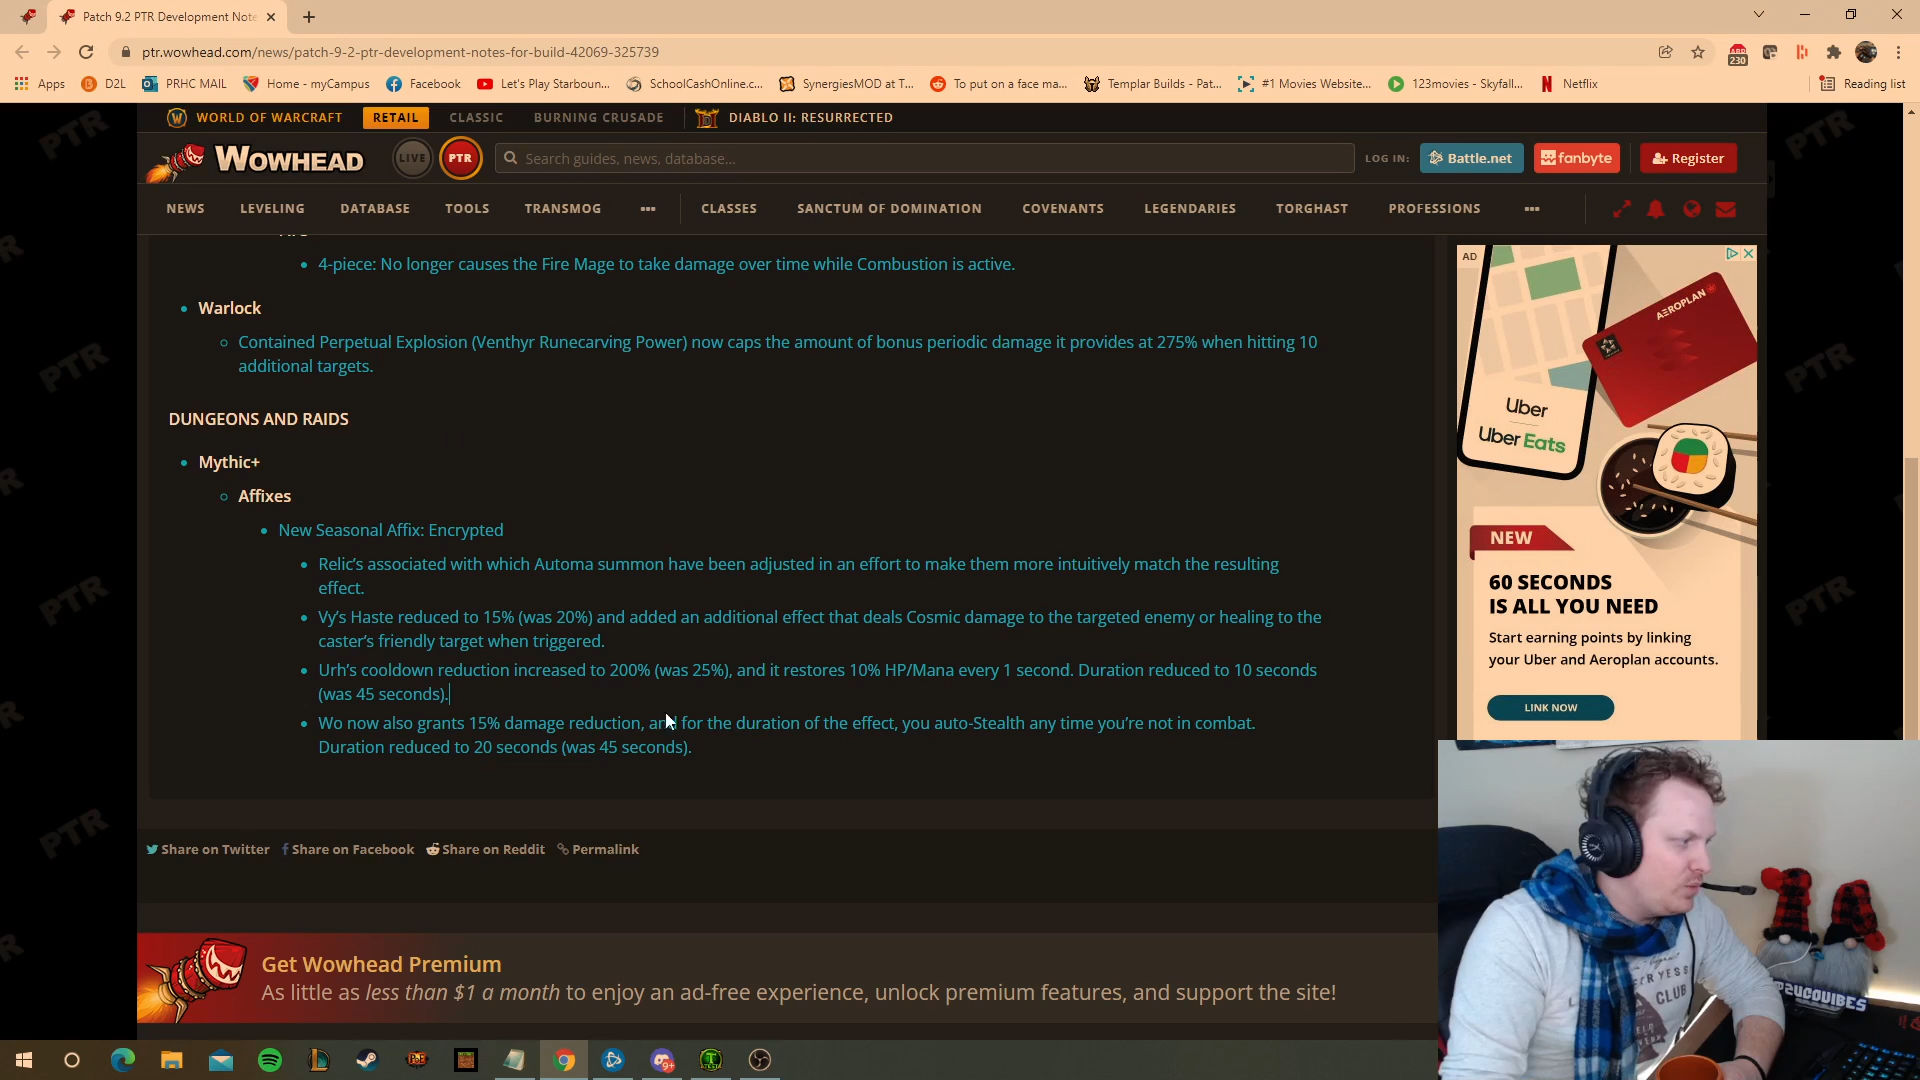 Patch 9.2 PTR Development Note
ptr.wowhead.com/news/patch-9-2-ptr-development-notes-for-build-42069-325739
ABP
230
Apps
D2L
PRHC MAIL
Home - myCampus
Facebook
Let's Play Starboun...
SchoolCashOnline.c...
SynergiesMOD at T...
To put on a face ma...
Templar Builds - Pat...
#1 Movies Website...
123movies - Skyfall...
Netflix
Reading list
WORLD OF WARCRAFT
RETAIL
CLASSIC
BURNING CRUSADE
DIABLO II: RESURRECTED
WOWHEAD
LIVE
PTR
Search guides, news, database...
LOG IN:
Battle.net
fanbyte
Register
NEWS
LEVELING
DATABASE
TOOLS
TRANSMOG
CLASSES
SANCTUM OF DOMINATION
COVENANTS
LEGENDARIES
TORGHAST
PROFESSIONS
4-piece: No longer causes the Fire Mage to take damage over time while Combustion is active.
Warlock
Contained Perpetual Explosion (Venthyr Runecarving Power) now caps the amount of bonus periodic damage it provides at 275% when hitting 10
additional targets.
DUNGEONS AND RAIDS
Mythic+
Affixes
New Seasonal Affix: Encrypted
Relic's associated with which Automa summon have been adjusted in an effort to make them more intuitively match the resulting
effect.
Vy's Haste reduced to 15% (was 20%) and added an additional effect that deals Cosmic damage to the targeted enemy or healing to the
caster's friendly target when triggered.
Urh's cooldown reduction increased to 200% (was 25%), and it restores 10% HP/Mana every 1 second. Duration reduced to 10 seconds
(was 45 seconds).
Wo now also grants 15% damage reduction, and for the duration of the effect, you auto-Stealth any time you're not in combat.
Duration reduced to 20 seconds (was 45 seconds).
AD
AEROPLAN
Uber
Uber Eats
NEW
60 SECONDS
IS ALL YOU NEED
Start earning points by linking
your Uber and Aeroplan accounts.
LINK NOW
Share on Twitter
Share on Facebook
Share on Reddit
Permalink
Get Wowhead Premium
As little as less than $1 a month to enjoy an ad-free experience, unlock premium features, and support the site!
PTR
PTR
PTR
PTR
PTR
PTR
CLUB
9+